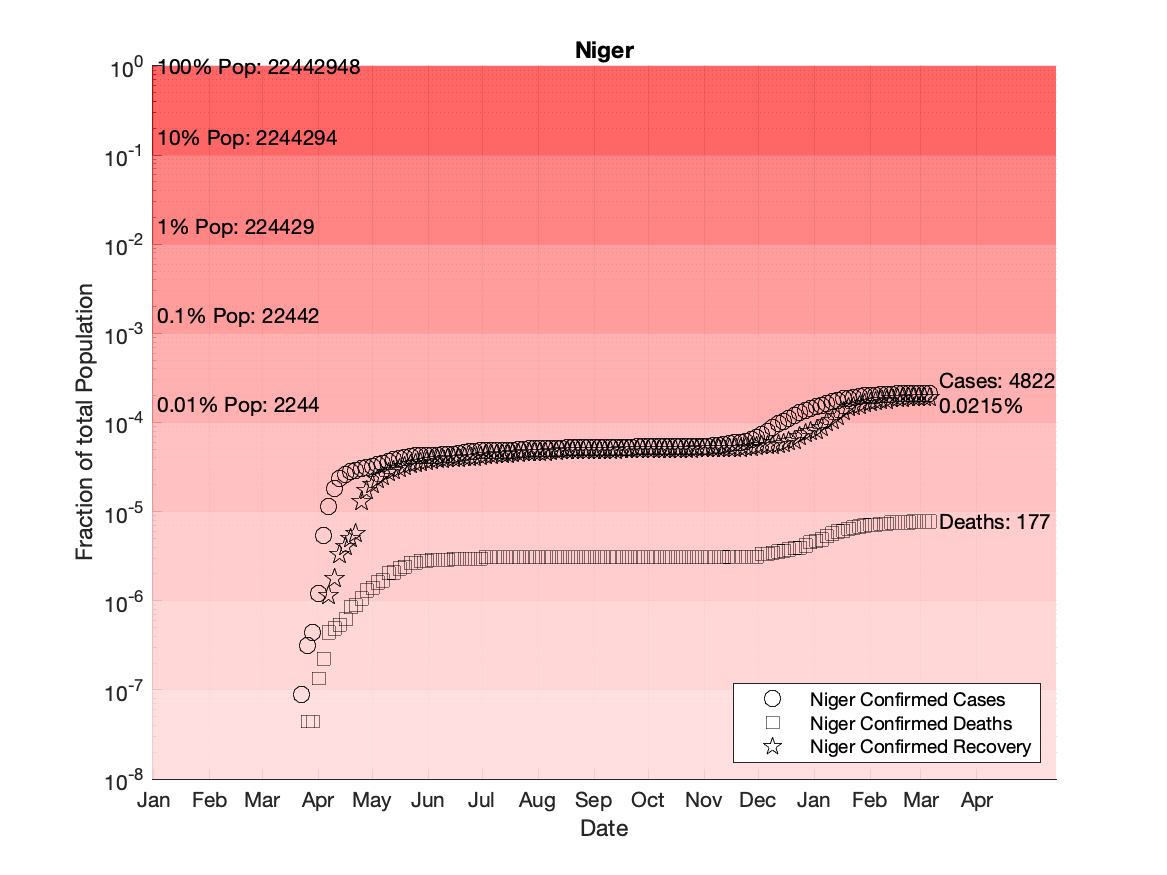 Niger
Fraction of total Population
10^0
10^-1
10^-2
10^-3
10^-4
10^-5
10^-6
10^-7
10^-8
100% Pop: 22442948
10% Pop: 2244294
1% Pop: 224429
0.1% Pop: 22442
0.01% Pop: 2244
Cases: 4822
0.0215%
Deaths: 177
Niger Confirmed Cases
Niger Confirmed Deaths
Niger Confirmed Recovery
Jan Feb Mar Apr May Jun Jul Aug Sep Oct Nov Dec Jan Feb Mar Apr
Date